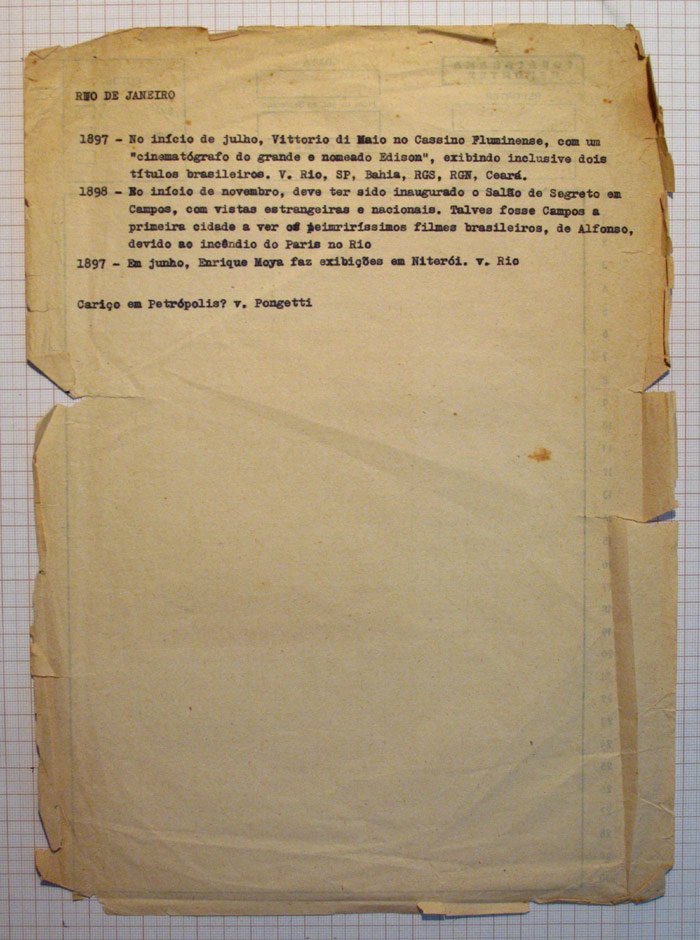 RIO DE JANEIRO
1897 - No início de julho, Vittorio di Maio no Cassino Fluminense, com um
"cinematógrafo do grande e nomeado Edison", exibindo inclusive dois
títulos brasileiros. V. Rio, SP, Bahia, RGS, RGN, Ceará.
1898 - No início de novembro, deve ter sido inaugurado o Salão de Segreto em
Campos, com vistas estrangeiras e nacionais. Talves fosse Campos a
primeira cidade a ver os peimriríssimos filmes brasileiros, de Alfonso,
devido ao incêndio do Paris no Rio
1897 - Em junho, Enrique Moya faz exibições em Niterói. v. Rio
Cariço em Petrópolis? v. Pongetti